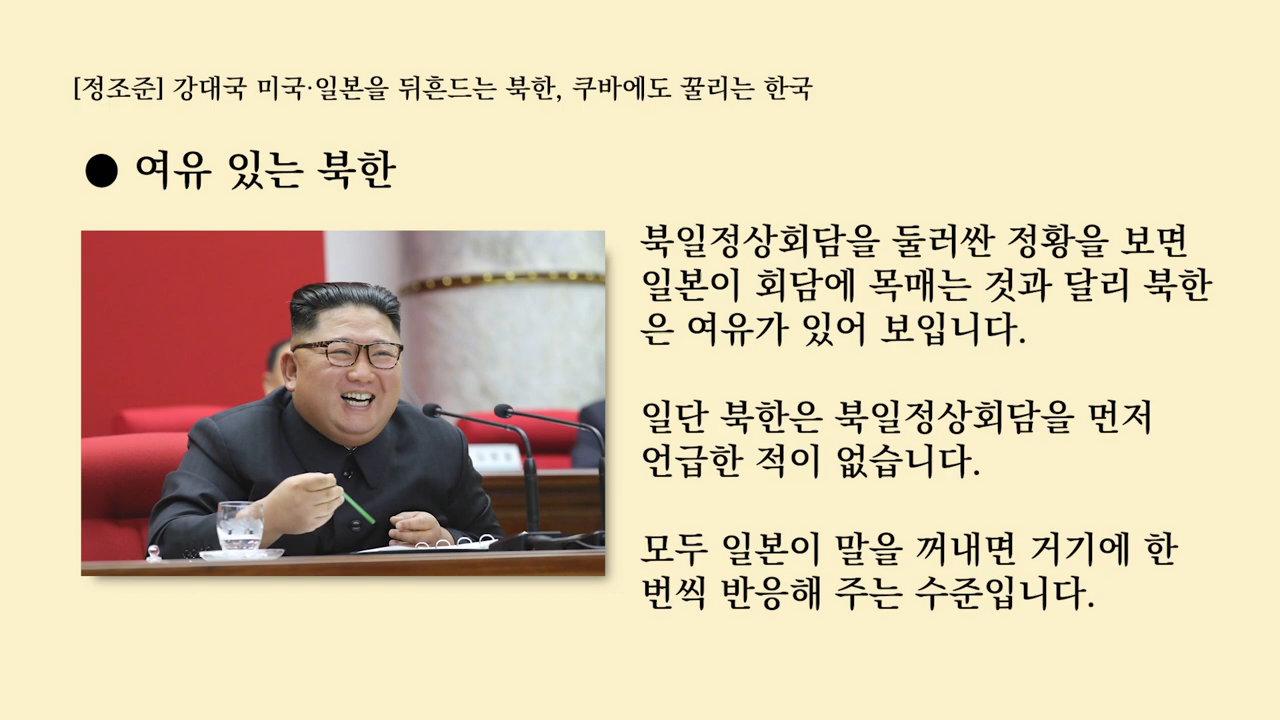 [정조준] 강대국 미국·일본을 뒤흔드는 북한, 쿠바에도 꿀리는 한국
● 여유 있는 북한
북일정상회담을 둘러싼 정황을 보면
일본이 회담에 목매는 것과 달리 북한
은 여유가 있어 보입니다.
일단 북한은 북일정상회담을 먼저
언급한 적이 없습니다.
모두 일본이 말을 꺼내면 거기에 한
번씩 반응해 주는 수준입니다.